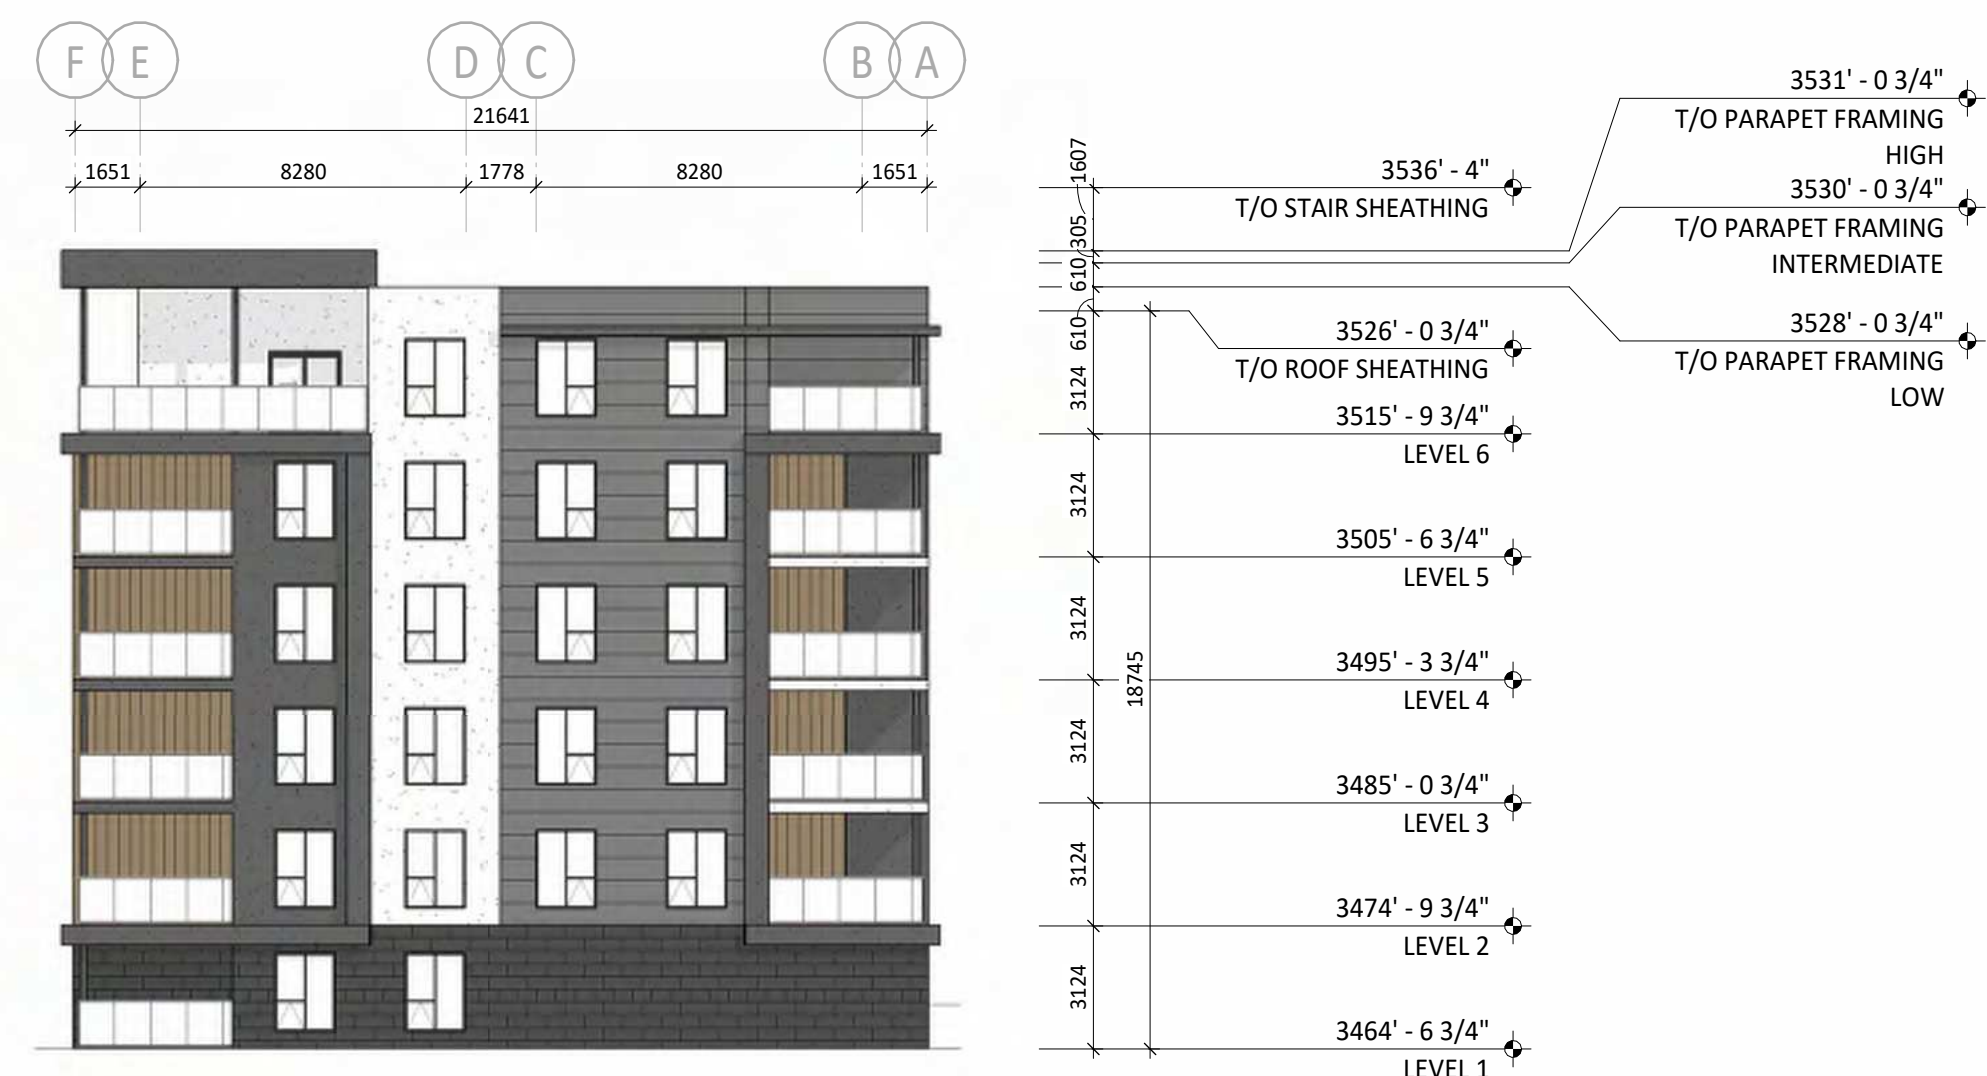 F E D C B A
21641
1651 8280 1778 8280 1651
3531' - 0 3/4"
T/O PARAPET FRAMING
HIGH
3536' - 4"
T/O STAIR SHEATHING
3530' - 0 3/4"
T/O PARAPET FRAMING
INTERMEDIATE
3526' - 0 3/4"
T/O ROOF SHEATHING
3528' - 0 3/4"
T/O PARAPET FRAMING
LOW
3515' - 9 3/4"
LEVEL 6
3505' - 6 3/4"
LEVEL 5
3495' - 3 3/4"
LEVEL 4
3485' - 0 3/4"
LEVEL 3
3474' - 9 3/4"
LEVEL 2
3464' - 6 3/4"
LEVEL 1
1607
305
610
610
3124
3124
3124
3124
3124
3124
18745